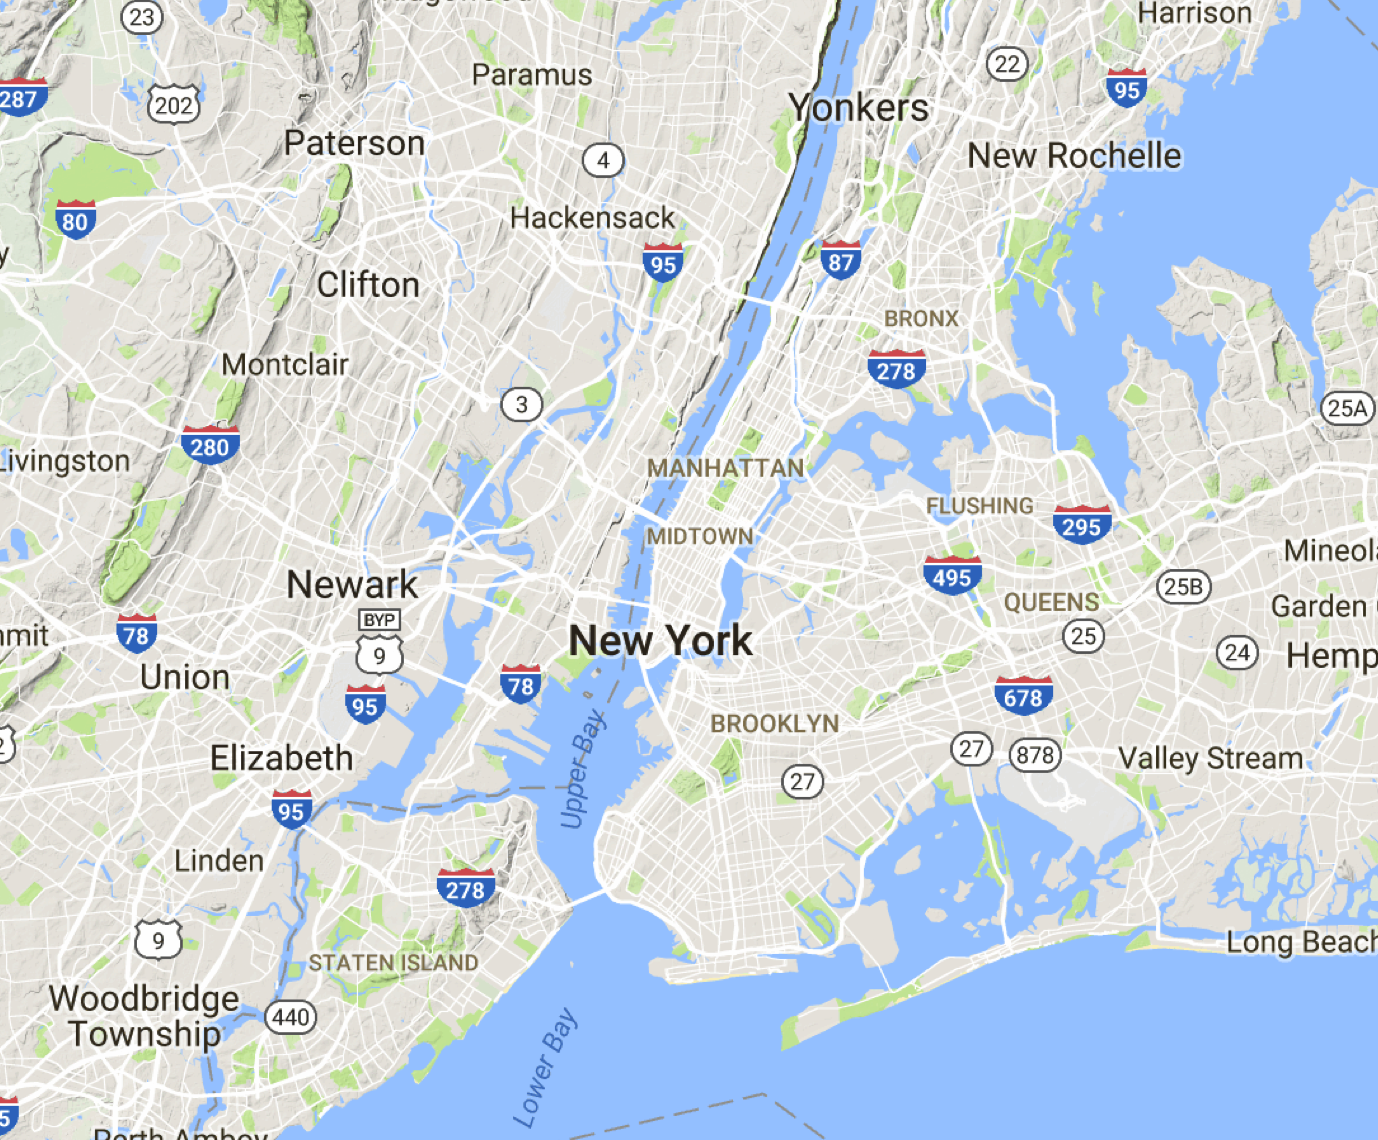 23
Harrison
22
Paramus
287
202
95
Yonkers
Paterson
4
New Rochelle
80
Hackensack
95
87
Clifton
BRONX
Montclair
278
3
25A
280
Livingston
MANHATTAN
FLUSHING
295
MIDTOWN
Mineola
495
Newark
25B
QUEENS
Garden
BYP
9
78
New York
25
24
Hemp
Union
78
678
95
BROOKLYN
Elizabeth
27
878
Valley Stream
Upper Bay
27
95
Linden
278
9
Long Beach
STATEN ISLAND
Woodbridge
Township
440
Lower Bay
Perth Amboy